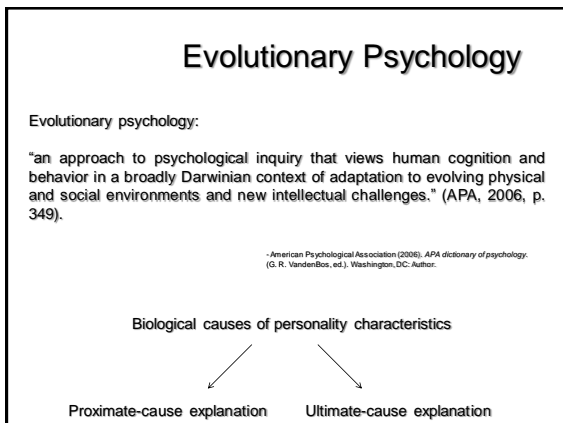 Evolutionary Psychology
Evolutionary psychology:
“an approach to psychological inquiry that views human cognition and
behavior in a broadly Darwinian context of adaptation to evolving physical
and social environments and new intellectual challenges.” (APA, 2006, p.
349).
- American Psychological Association (2006). APA dictionary of psychology.
(G. R. VandenBos, ed.). Washington, DC: Author.
Biological causes of personality characteristics
Proximate-cause explanation Ultimate-cause explanation